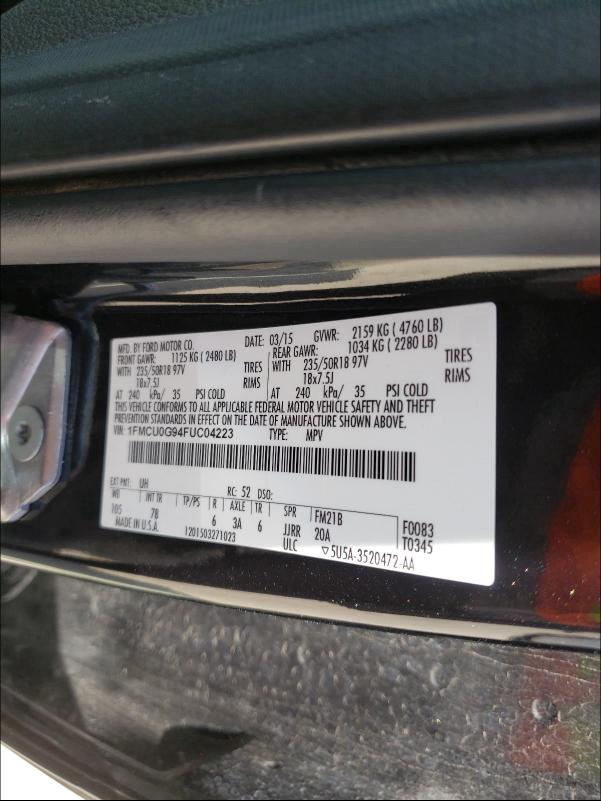 MFD. BY FORD MOTOR CO. DATE: 03/15 GVWR: 2159 KG ( 4760 LB)
FRONT GAWR: 1125 KG ( 2480 LB) REAR GAWR: 1034 KG ( 2280 LB)
WITH 235/50R18 97V TIRES WITH 235/50R18 97V TIRES
18x7.5J RIMS 18x7.5J RIMS
AT 240 kPa/ 35 PSI COLD AT 240 kPa/ 35 PSI COLD
THIS VEHICLE CONFORMS TO ALL APPLICABLE FEDERAL MOTOR VEHICLE SAFETY AND THEFT
PREVENTION STANDARDS IN EFFECT ON THE DATE OF MANUFACTURE SHOWN ABOVE.
VIN: 1FMCU0G94FUC04223 TYPE: MPV
EXT PNT: UH RC: 52 DSO:
WB INT TR TP/PS R AXLE TR SPR FM21B F0083
105 7B 6 3A 6 JJRR 20A T0345
MADE IN U.S.A. 1201503271023 ULC ▽5U5A-3520472-AA